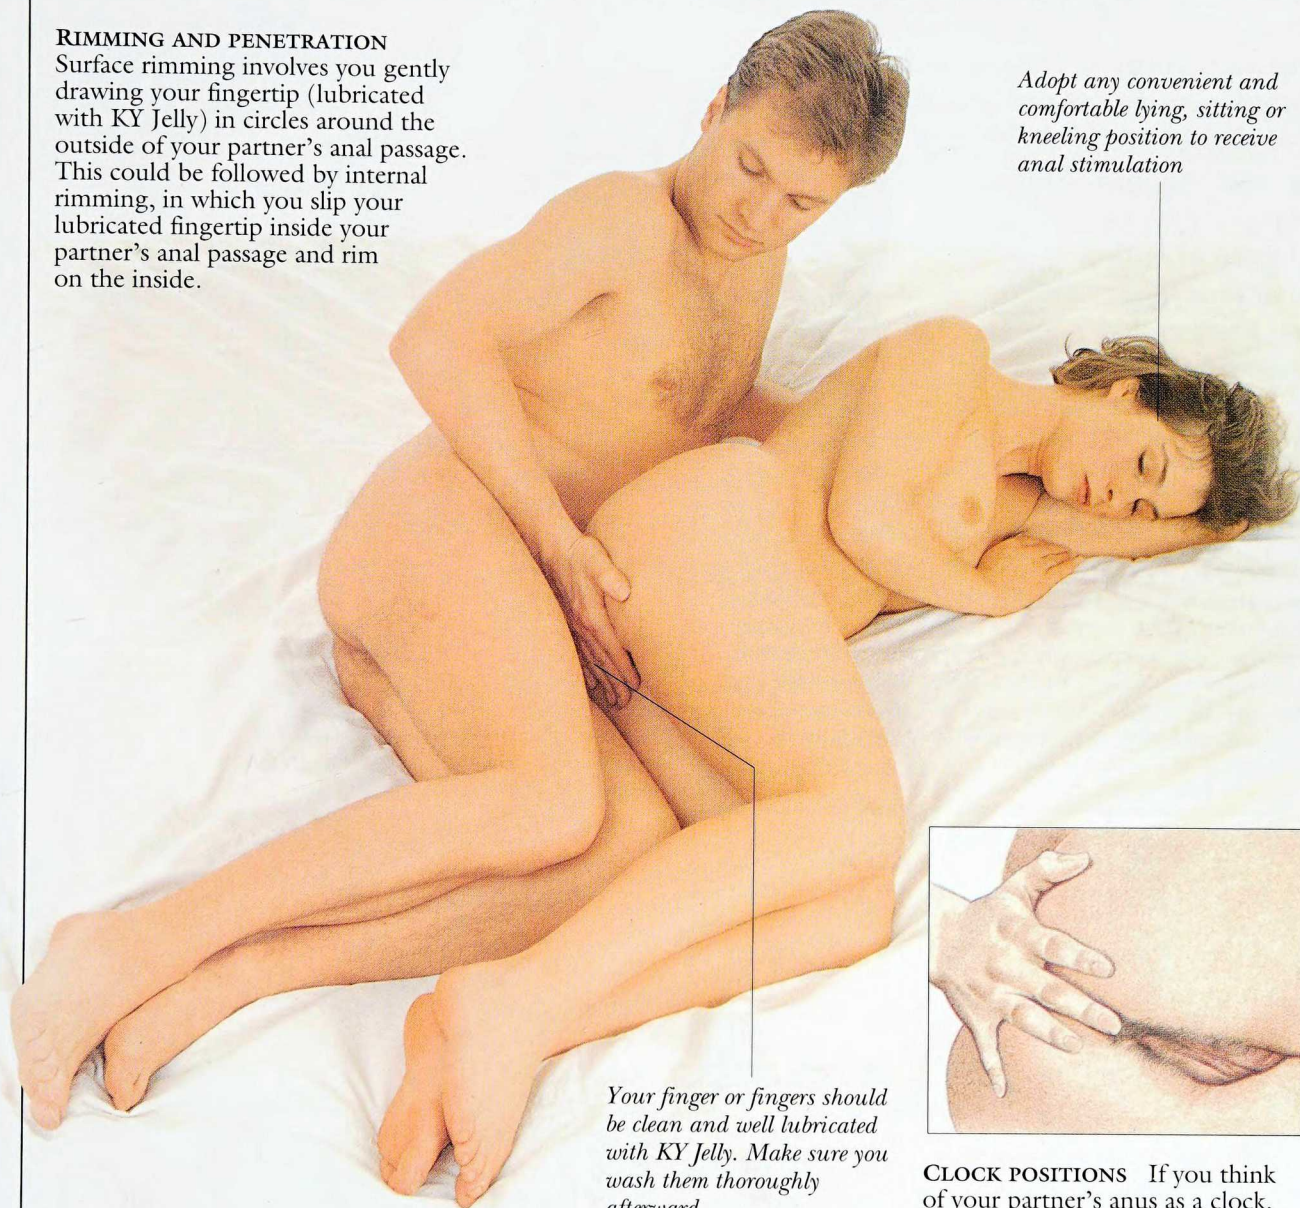 RIMMING AND PENETRATION
Surface rimming involves you gently
drawing your fingertip (lubricated
with KY Jelly) in circles around the
outside of your partner's anal passage.
This could be followed by internal
rimming, in which you slip your
lubricated fingertip inside your
partner's anal passage and rim
on the inside.
Adopt any convenient and
comfortable lying, sitting or
kneeling position to receive
anal stimulation
Your finger or fingers should
be clean and well lubricated
with KY Jelly. Make sure you
wash them thoroughly
afterward
CLOCK POSITIONS If you think
of your partner's anus as a clock,